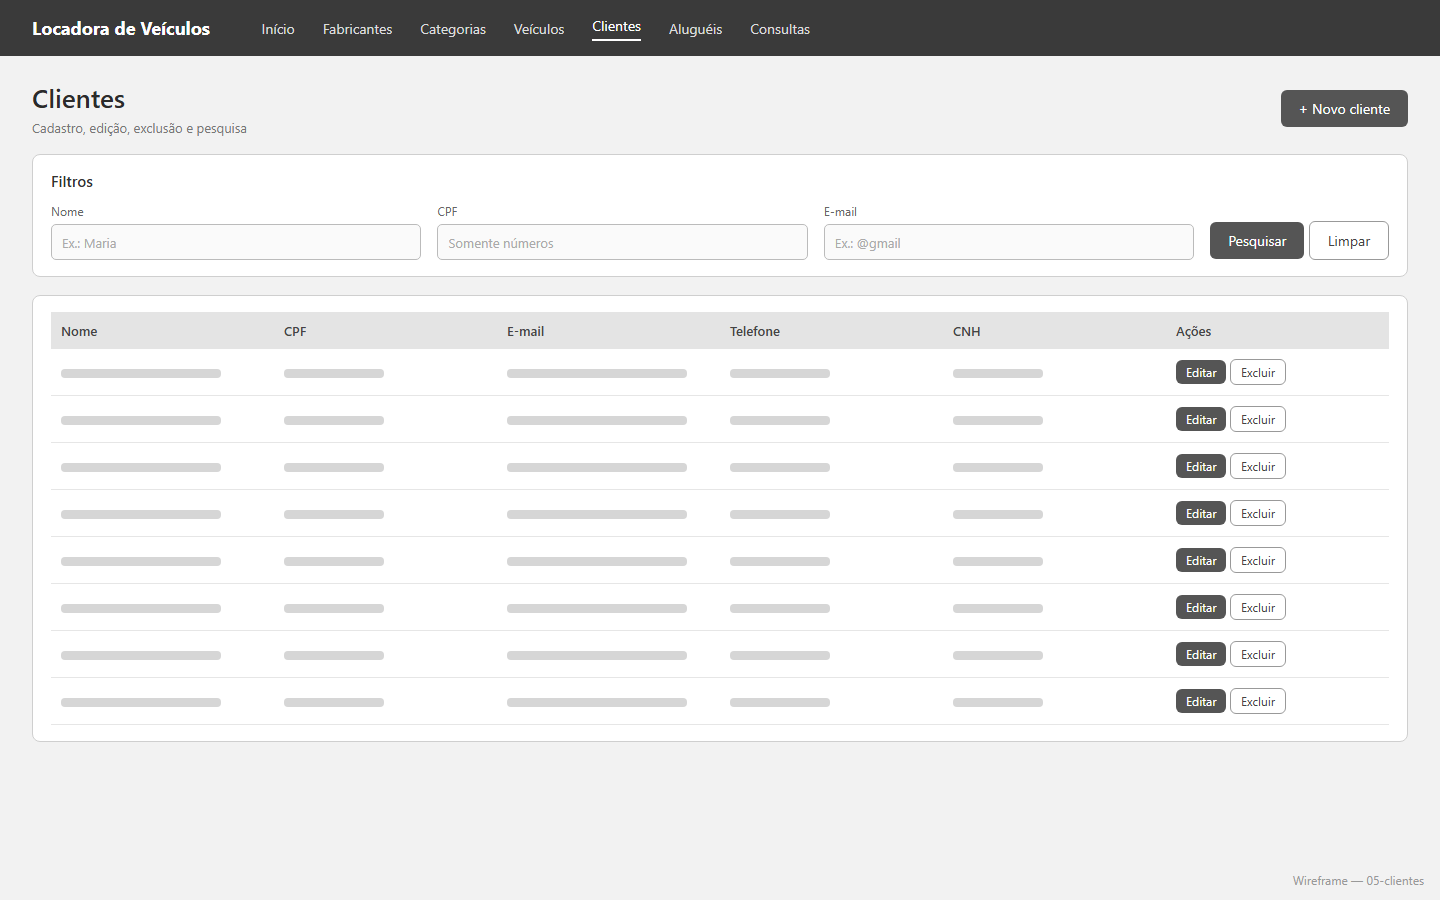 Locadora de Veículos Início Fabricantes Categorias Veículos Clientes Aluguéis Consultas
Clientes
+ Novo cliente
Cadastro, edição, exclusão e pesquisa
Filtros
Nome CPF E-mail
Ex.: Maria Somente números Ex.: @gmail Pesquisar Limpar
Nome CPF E-mail Telefone CNH Ações
Editar Excluir
Editar Excluir
Editar Excluir
Editar Excluir
Editar Excluir
Editar Excluir
Editar Excluir
Editar Excluir
Wireframe — 05-clientes